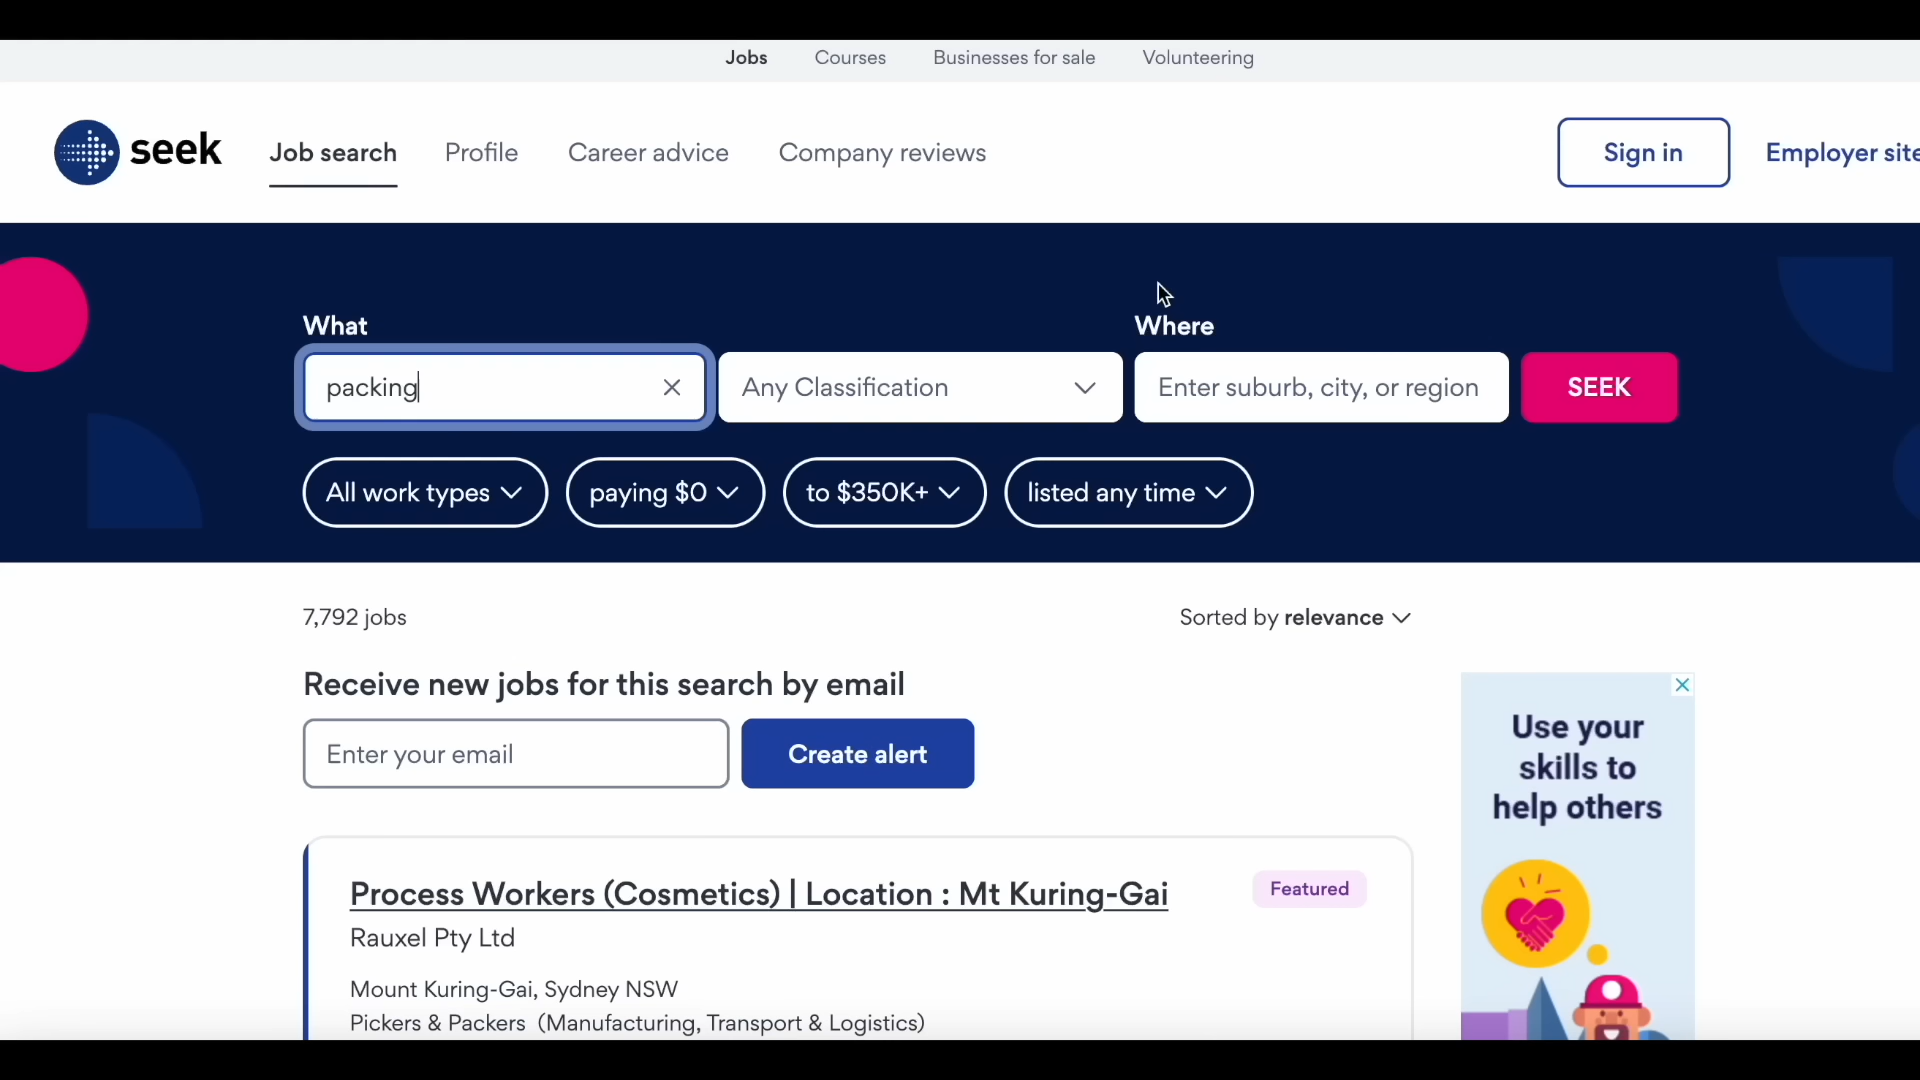 Jobs Courses Businesses for sale Volunteering
seek Job search Profile Career advice Company reviews Sign in Employer site
What Where
packing Any Classification Enter suburb, city, or region SEEK
All work types paying $0 to $350K+ listed any time
7,792 jobs Sorted by relevance
Receive new jobs for this search by email
Enter your email Create alert
Use your
skills to
help others
Process Workers (Cosmetics) | Location : Mt Kuring-Gai Featured
Rauxel Pty Ltd
Mount Kuring-Gai, Sydney NSW
Pickers & Packers (Manufacturing, Transport & Logistics)